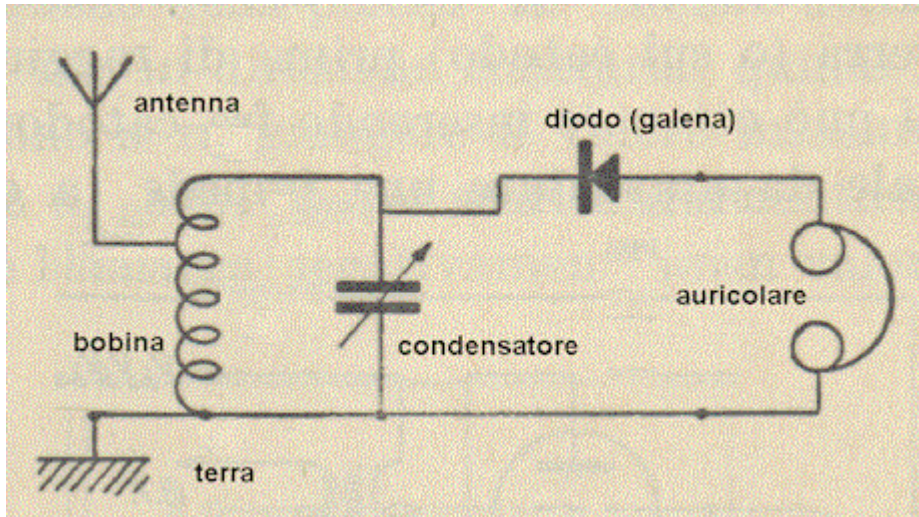 antenna
diodo (galena)
auricolare
bobina
condensatore
terra